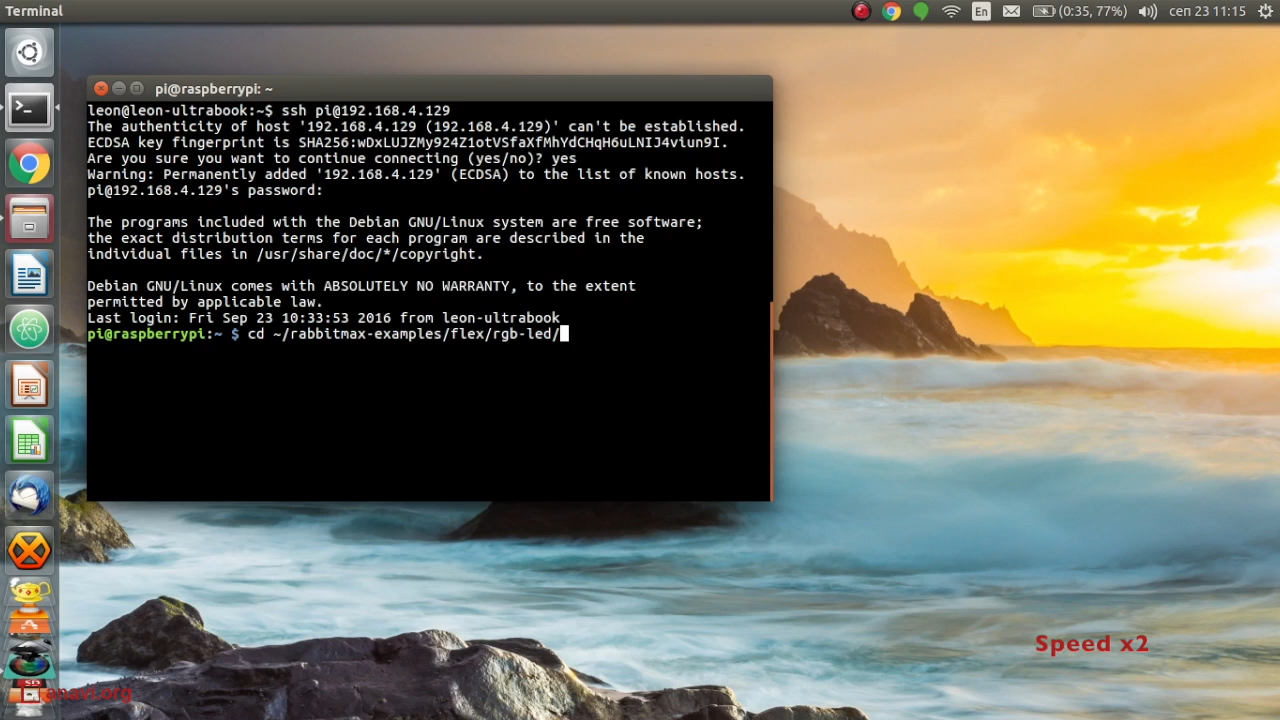 Terminal
En
(0:35, 77%)
сеп 23 11:15
pi@raspberrypi: ~
leon@leon-ultrabook:~$ ssh pi@192.168.4.129
The authenticity of host '192.168.4.129 (192.168.4.129)' can't be established.
ECDSA key fingerprint is SHA256:wDxLUJZMy924Z1otVSfaXfMhYdCHqH6uLNIJ4viun9I.
Are you sure you want to continue connecting (yes/no)? yes
Warning: Permanently added '192.168.4.129' (ECDSA) to the list of known hosts.
pi@192.168.4.129's password:
The programs included with the Debian GNU/Linux system are free software;
the exact distribution terms for each program are described in the
individual files in /usr/share/doc/*/copyright.
Debian GNU/Linux comes with ABSOLUTELY NO WARRANTY, to the extent
permitted by applicable law.
Last login: Fri Sep 23 10:33:53 2016 from leon-ultrabook
pi@raspberrypi:~ $ cd ~/rabbitmax-examples/flex/rgb-led/
Speed x2
anavi.org